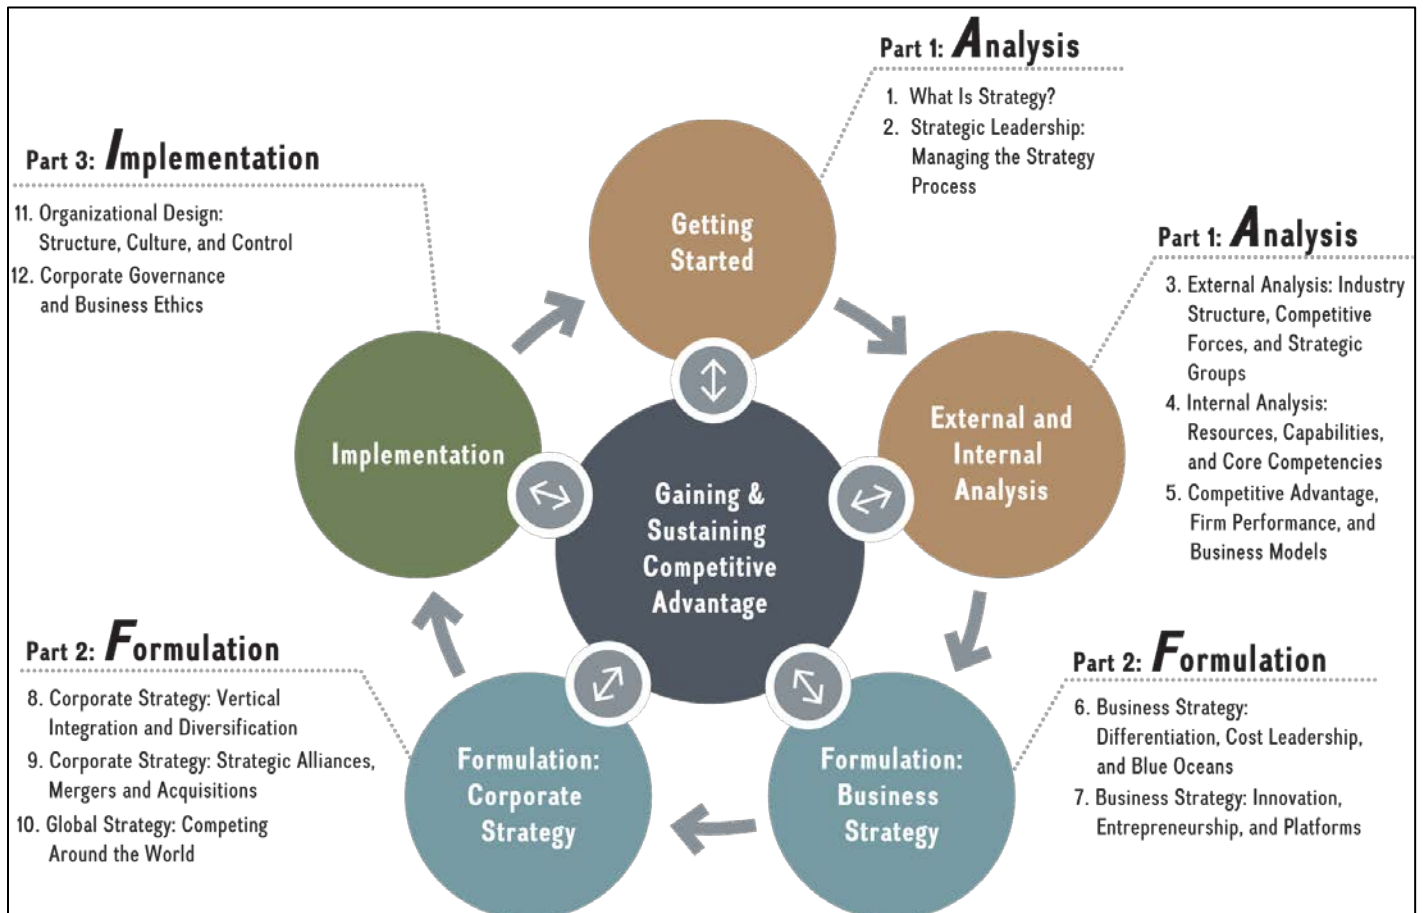 Part 1: Analysis
1. What Is Strategy?
2. Strategic Leadership:
Managing the Strategy
Process
Part 3: Implementation
11. Organizational Design:
Structure, Culture, and Control
12. Corporate Governance
and Business Ethics
Getting
Started
Part 1: Analysis
3. External Analysis: Industry
Structure, Competitive
Forces, and Strategic
Groups
4. Internal Analysis:
Resources, Capabilities,
and Core Competencies
5. Competitive Advantage,
Firm Performance, and
Business Models
External and
Internal
Analysis
Implementation
Gaining &
Sustaining
Competitive
Advantage
Part 2: Formulation
8. Corporate Strategy: Vertical
Integration and Diversification
9. Corporate Strategy: Strategic Alliances,
Mergers and Acquisitions
10. Global Strategy: Competing
Around the World
Formulation:
Corporate
Strategy
Formulation:
Business
Strategy
Part 2: Formulation
6. Business Strategy:
Differentiation, Cost Leadership,
and Blue Oceans
7. Business Strategy: Innovation,
Entrepreneurship, and Platforms